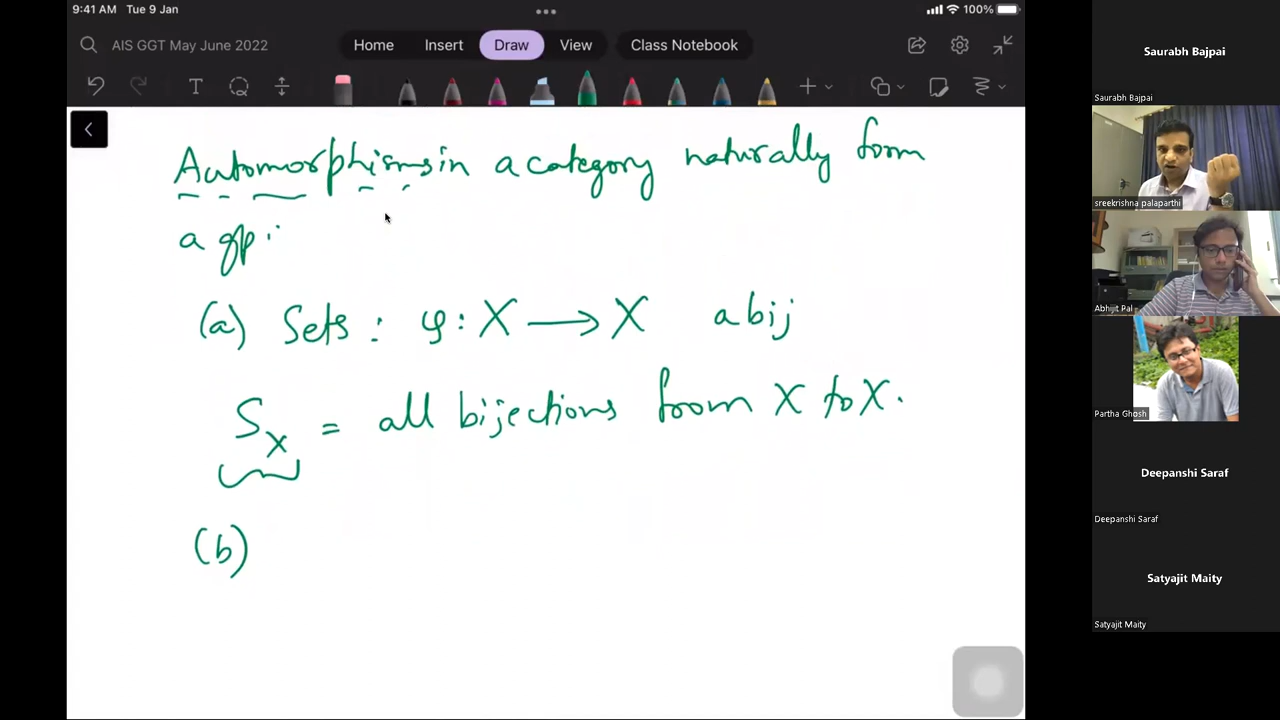 9:41 AM Tue 9 Jan
100%
AIS GGT May June 2022
Home Insert Draw View Class Notebook
T
Automorphisms in a category naturally form
a gp.
(a) Sets : φ : X → X a bij
S_X = all bijections from X to X.
(b)
Saurabh Bajpai
Saurabh Bajpai
sreekrishna palaparthi
Abhijit Pal
Partha Ghosh
Deepanshi Saraf
Deepanshi Saraf
Satyajit Maity
Satyajit Maity